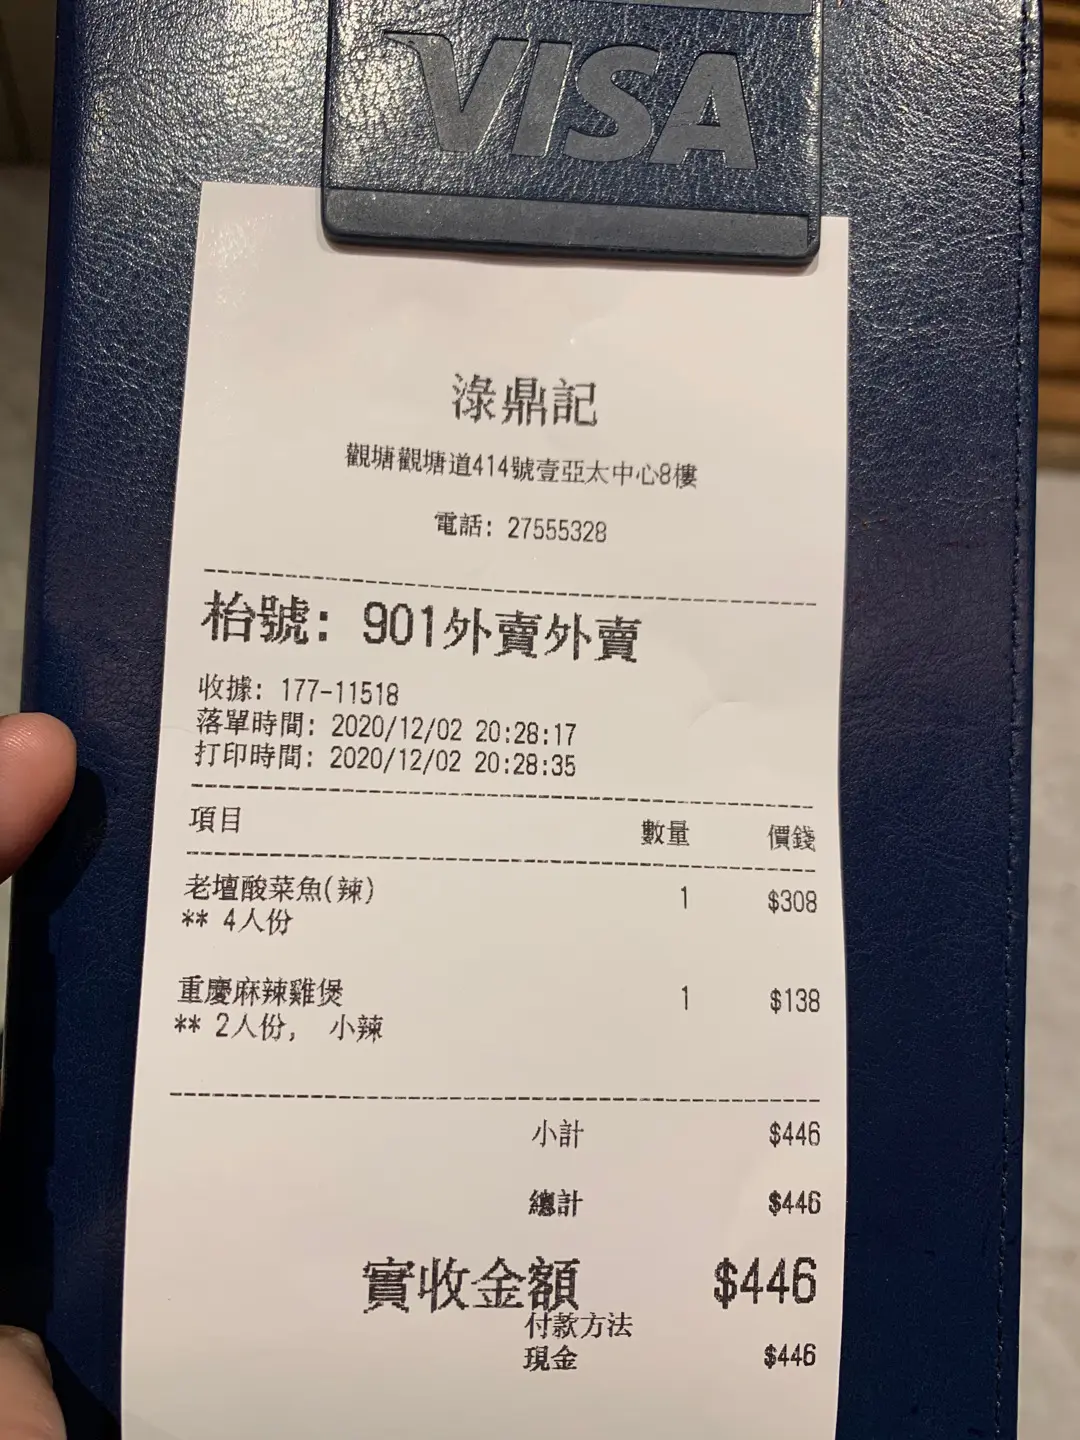 VISA
淥鼎記
觀塘觀塘道414號壹亞太中心8樓
電話: 27555328
枱號: 901外賣外賣
收據: 177-11518
落單時間: 2020/12/02 20:28:17
打印時間: 2020/12/02 20:28:35
項目 數量 價錢
老壇酸菜魚(辣) 1 $308
** 4人份
重慶麻辣雞煲 1 $138
** 2人份, 小辣
小計 $446
總計 $446
實收金額 $446
付款方法
現金 $446